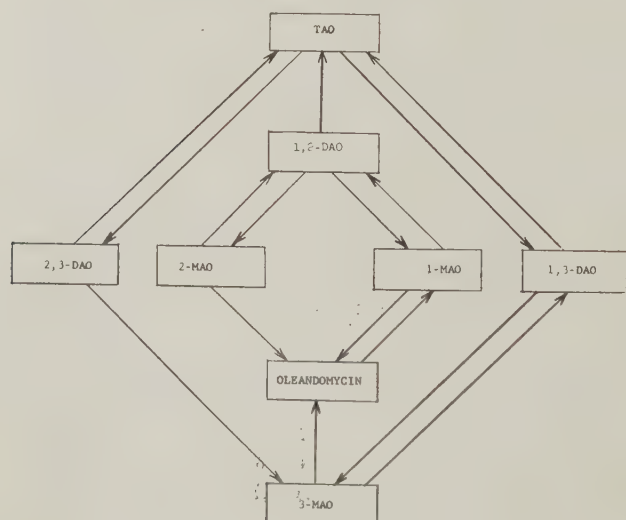 TAO
1,2-DAO
2,3-DAO
2-MAO
1-MAO
1,3-DAO
OLEANDOMYCIN
3-MAO